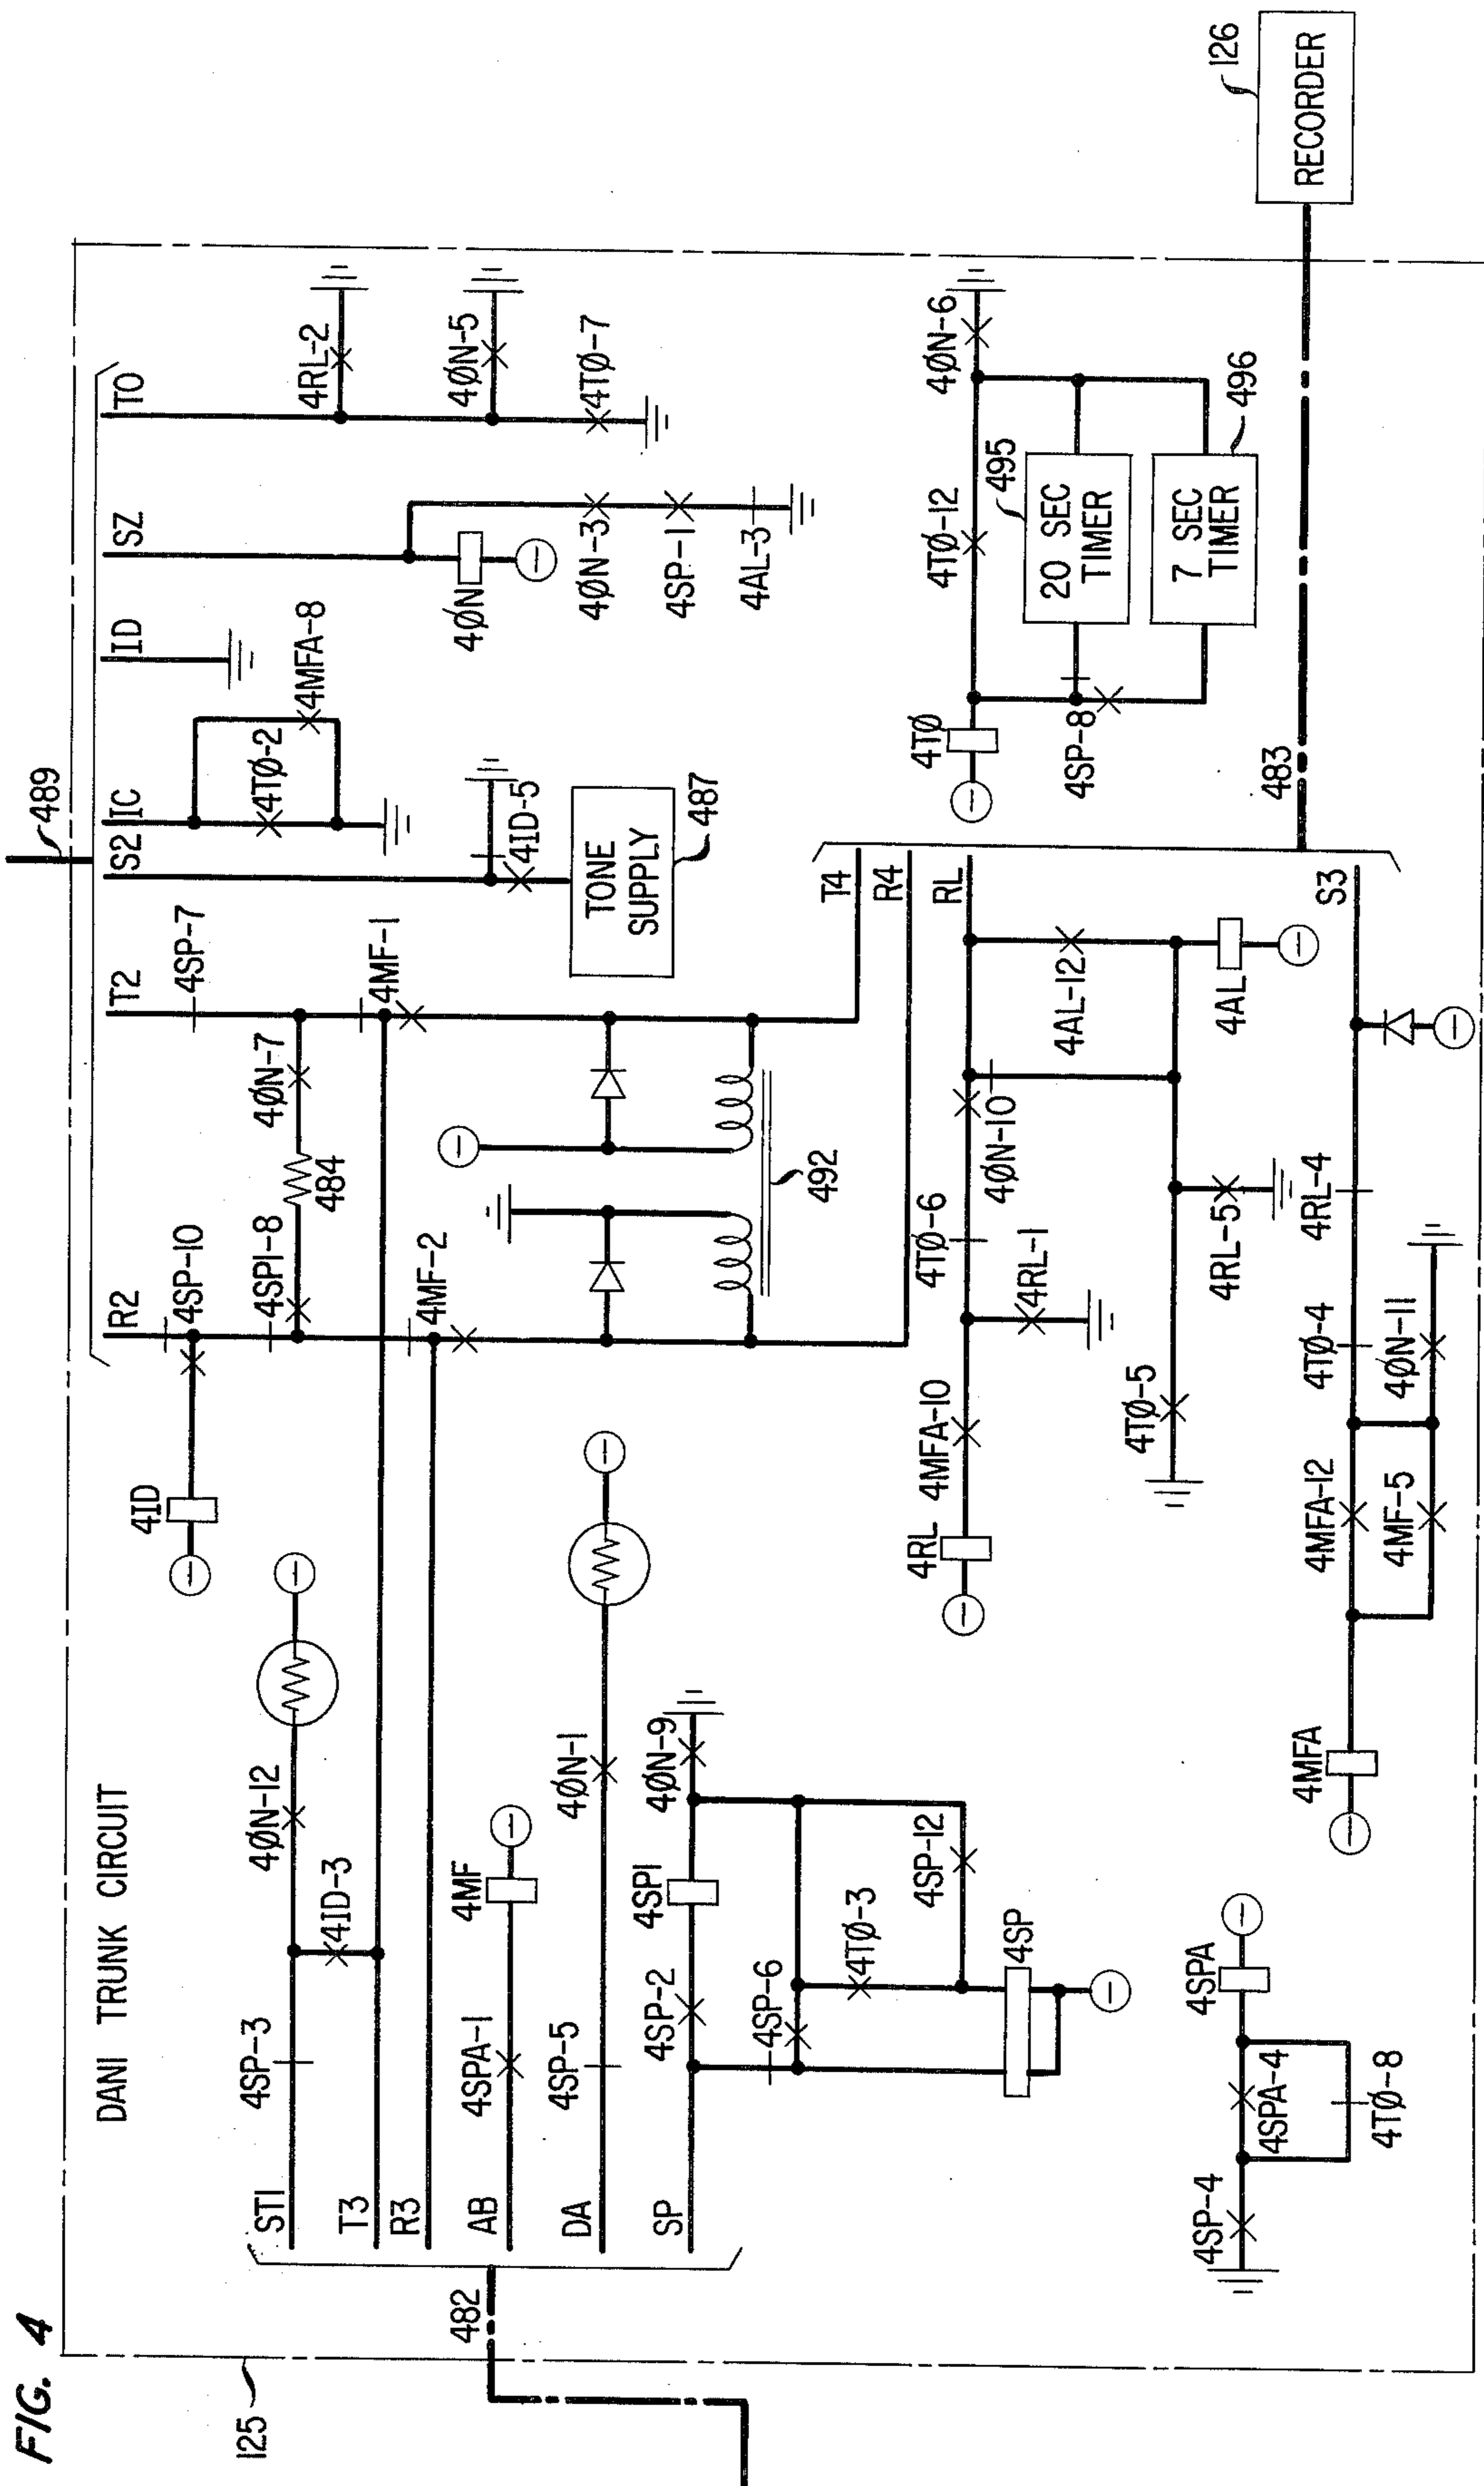 FIG. 4
125
DANI TRUNK CIRCUIT
489
R2
T2
S2
IC
ID
SZ
TO
4SP-10
4SP-7
4ID
4SP1-8
4ØN-7
484
4MF-2
4MF-1
4TØ-2
4MFA-8
4ID-5
TONE
SUPPLY
487
4ØN
4ØN-3
4SP-1
4AL-3
4RL-2
4ØN-5
4TØ-7
492
STI
4SP-3
4ØN-12
4ID-3
T3
R3
AB
4SPA-1
4MF
DA
4SP-5
4ØN-1
SP
4SP-2
4SP1
4ØN-9
4SP-6
4TØ-3
4SP-12
4SP
482
4SP-4
4SPA-4
4SPA
4TØ-8
4RL
4MFA-10
4RL-1
4TØ-6
4ØN-10
4AL-12
4AL
4TØ-5
4RL-5
4MFA
4MFA-12
4MF-5
4TØ-4
4ØN-11
4RL-4
T4
R4
RL
S3
483
4TØ
4TØ-12
4ØN-6
4SP-8
20 SEC
TIMER
495
7 SEC
TIMER
496
126
RECORDER